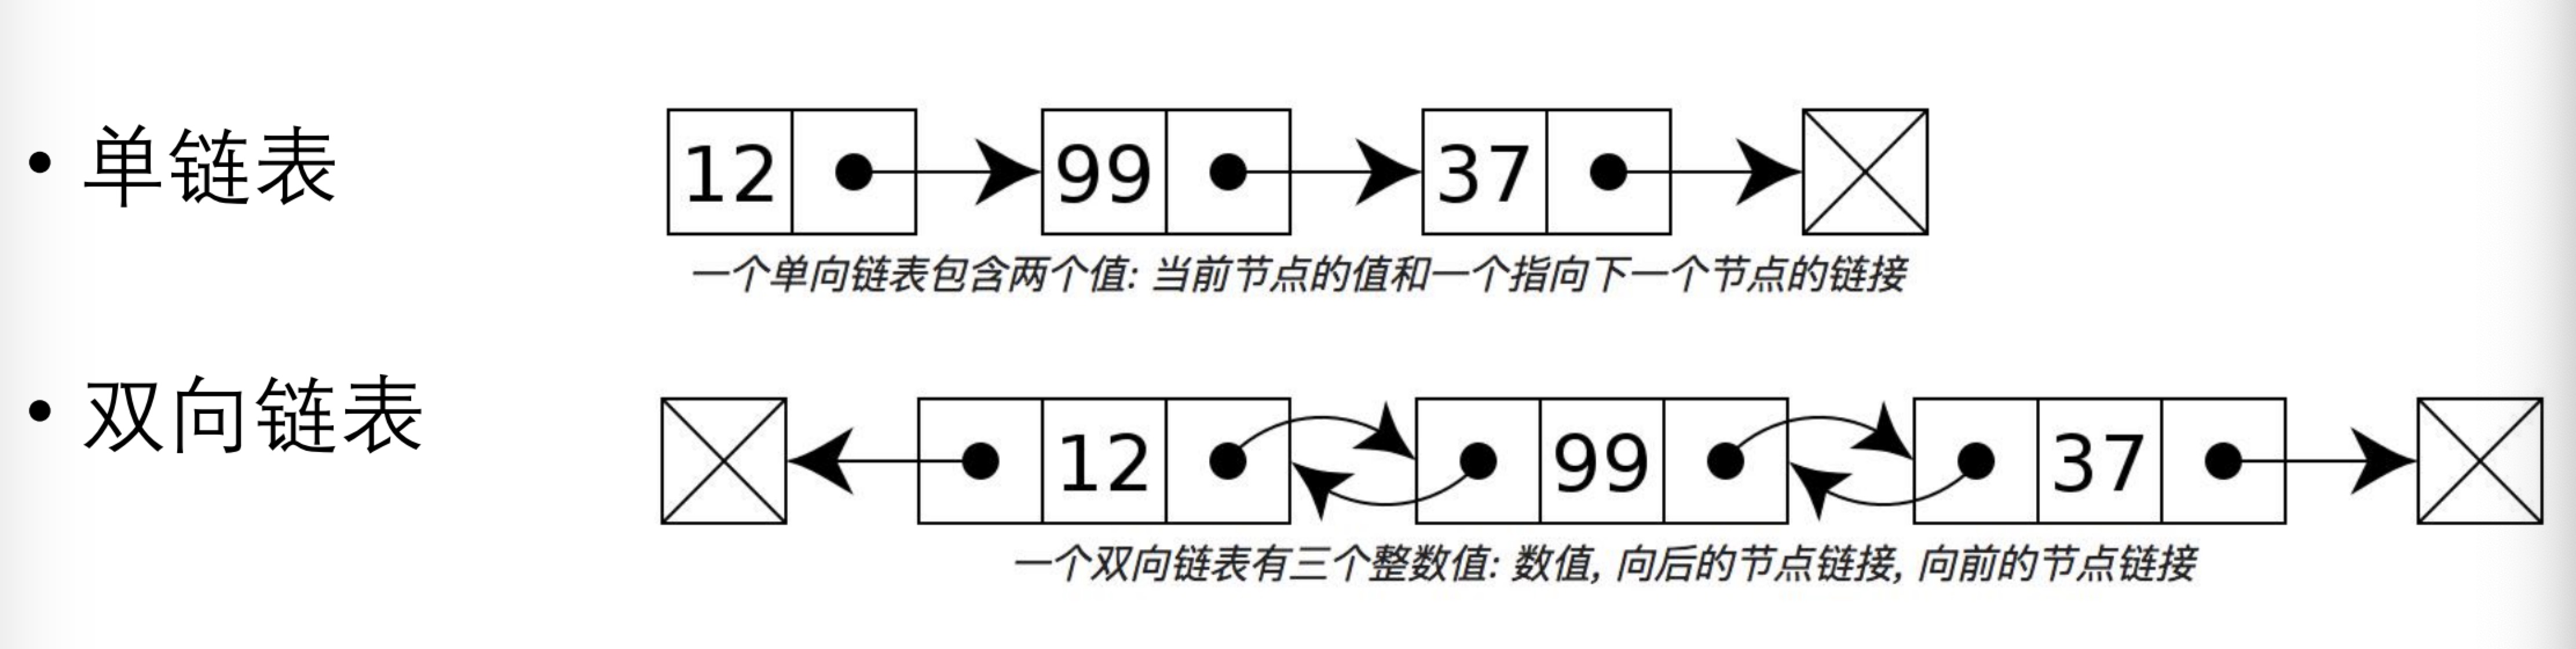 • 单链表
12 99 37
一个单向链表包含两个值: 当前节点的值和一个指向下一个节点的链接
• 双向链表
12 99 37
一个双向链表有三个整数值: 数值, 向后的节点链接, 向前的节点链接